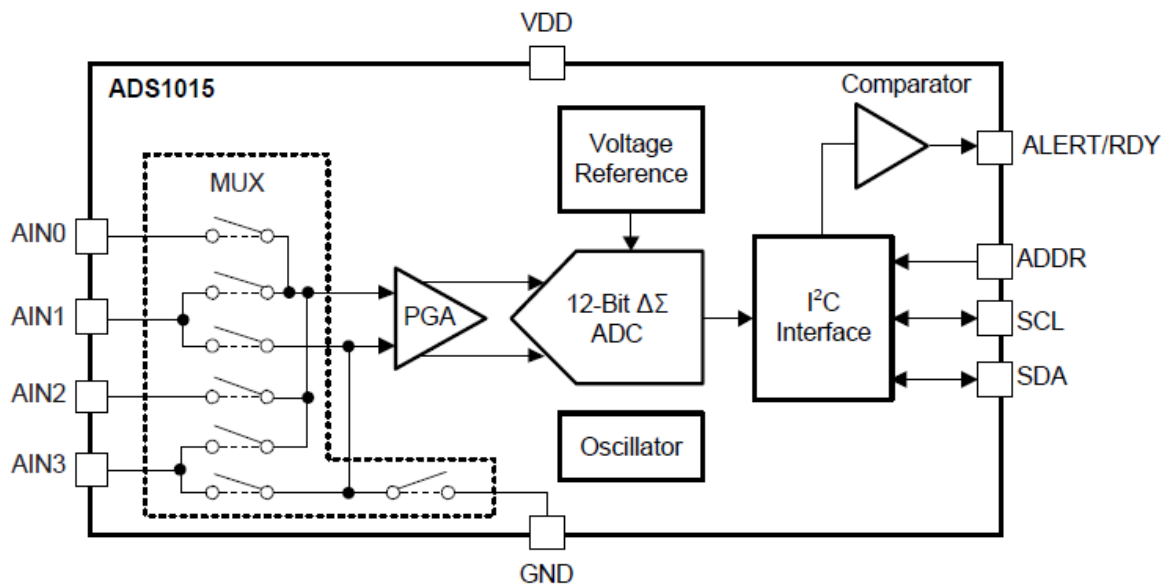 VDD
ADS1015
Comparator
Voltage
Reference
ALERT/RDY
MUX
AIN0
ADDR
AIN1
PGA
12-Bit ΔΣ
ADC
I²C
Interface
SCL
AIN2
SDA
Oscillator
AIN3
GND